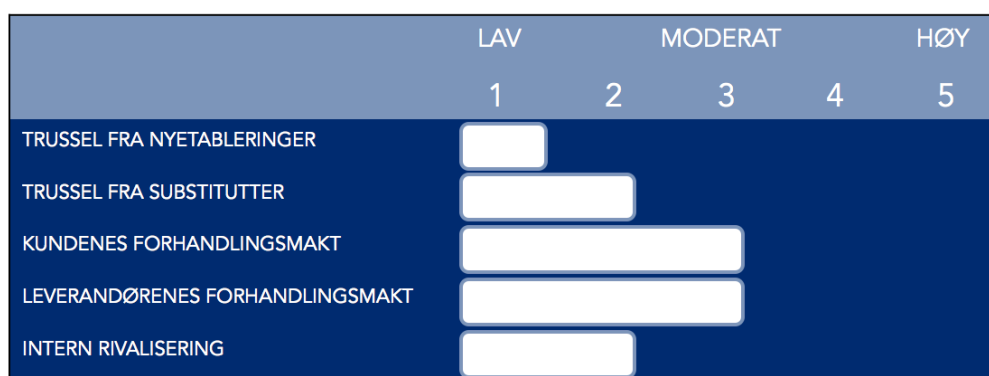 LAV MODERAT HØY
1 2 3 4 5
TRUSSEL FRA NYETABLERINGER
TRUSSEL FRA SUBSTITUTTER
KUNDENES FORHANDLINGSMAKT
LEVERANDØRENES FORHANDLINGSMAKT
INTERN RIVALISERING